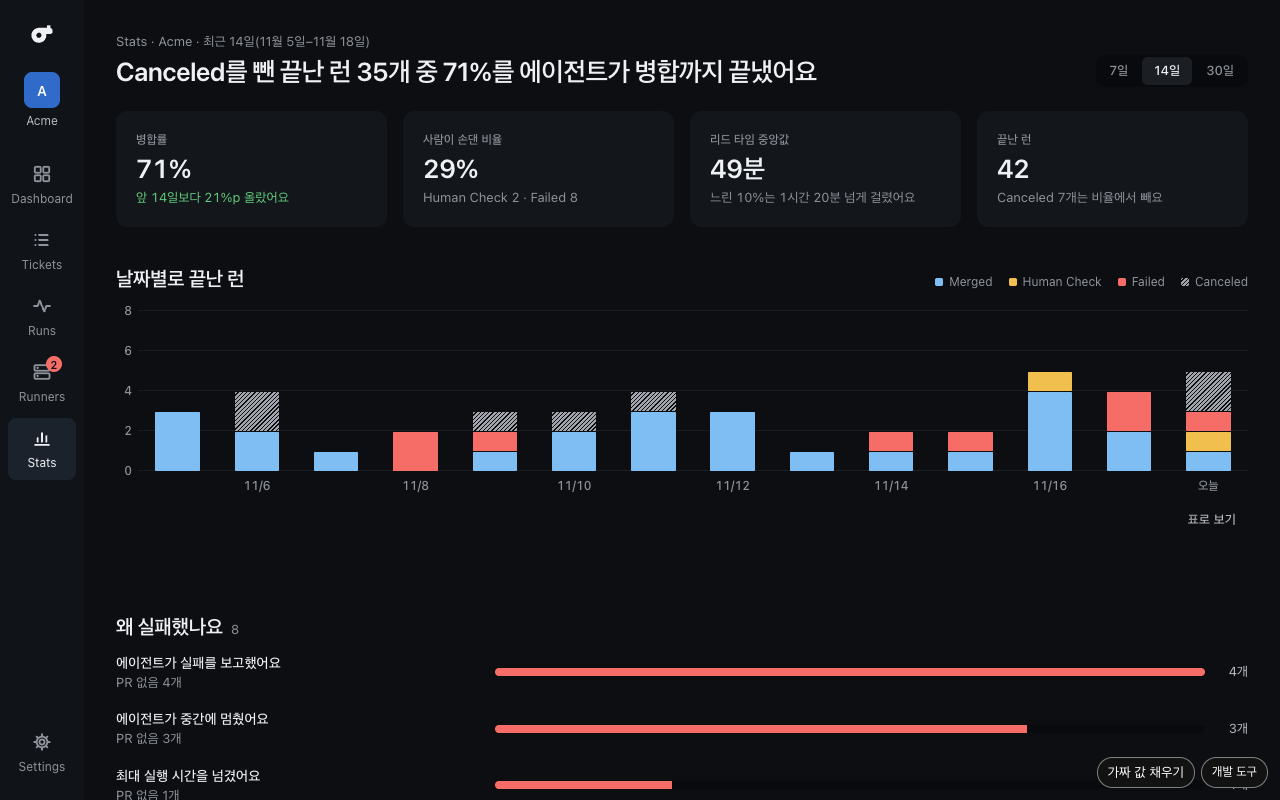 Stats · Acme · 최근 14일(11월 5일–11월 18일)
Canceled를 뺀 끝난 런 35개 중 71%를 에이전트가 병합까지 끝냈어요
7일 14일 30일
A
Acme
Dashboard
Tickets
Runs
2
Runners
Stats
Settings
병합률
71%
앞 14일보다 21%p 올랐어요
사람이 손댄 비율
29%
Human Check 2 · Failed 8
리드 타임 중앙값
49분
느린 10%는 1시간 20분 넘게 걸렸어요
끝난 런
42
Canceled 7개는 비율에서 빼요
날짜별로 끝난 런
Merged Human Check Failed Canceled
8
6
4
2
0
11/6 11/8 11/10 11/12 11/14 11/16 오늘
표로 보기
왜 실패했나요 8
에이전트가 실패를 보고했어요
PR 없음 4개
4개
에이전트가 중간에 멈췄어요
PR 없음 3개
3개
최대 실행 시간을 넘겼어요
PR 없음 1개
가짜 값 채우기
개발 도구